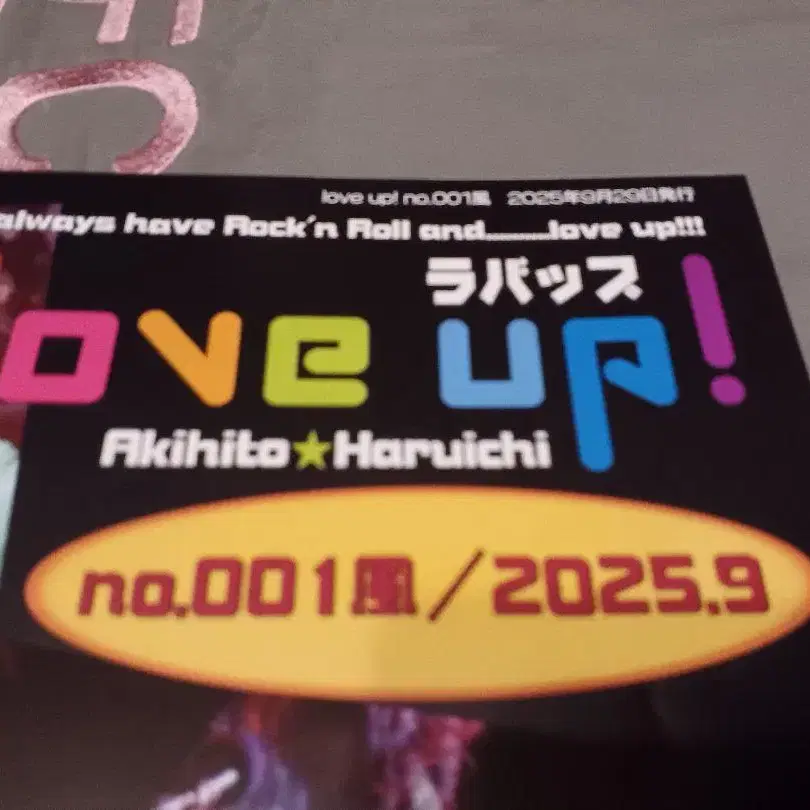 love up! no.001風 2025年9月29日発行
always have Rock'n Roll and..........love up!!!
ラバップ
ove up!
Akihito★Haruichi
no.001風/2025.9